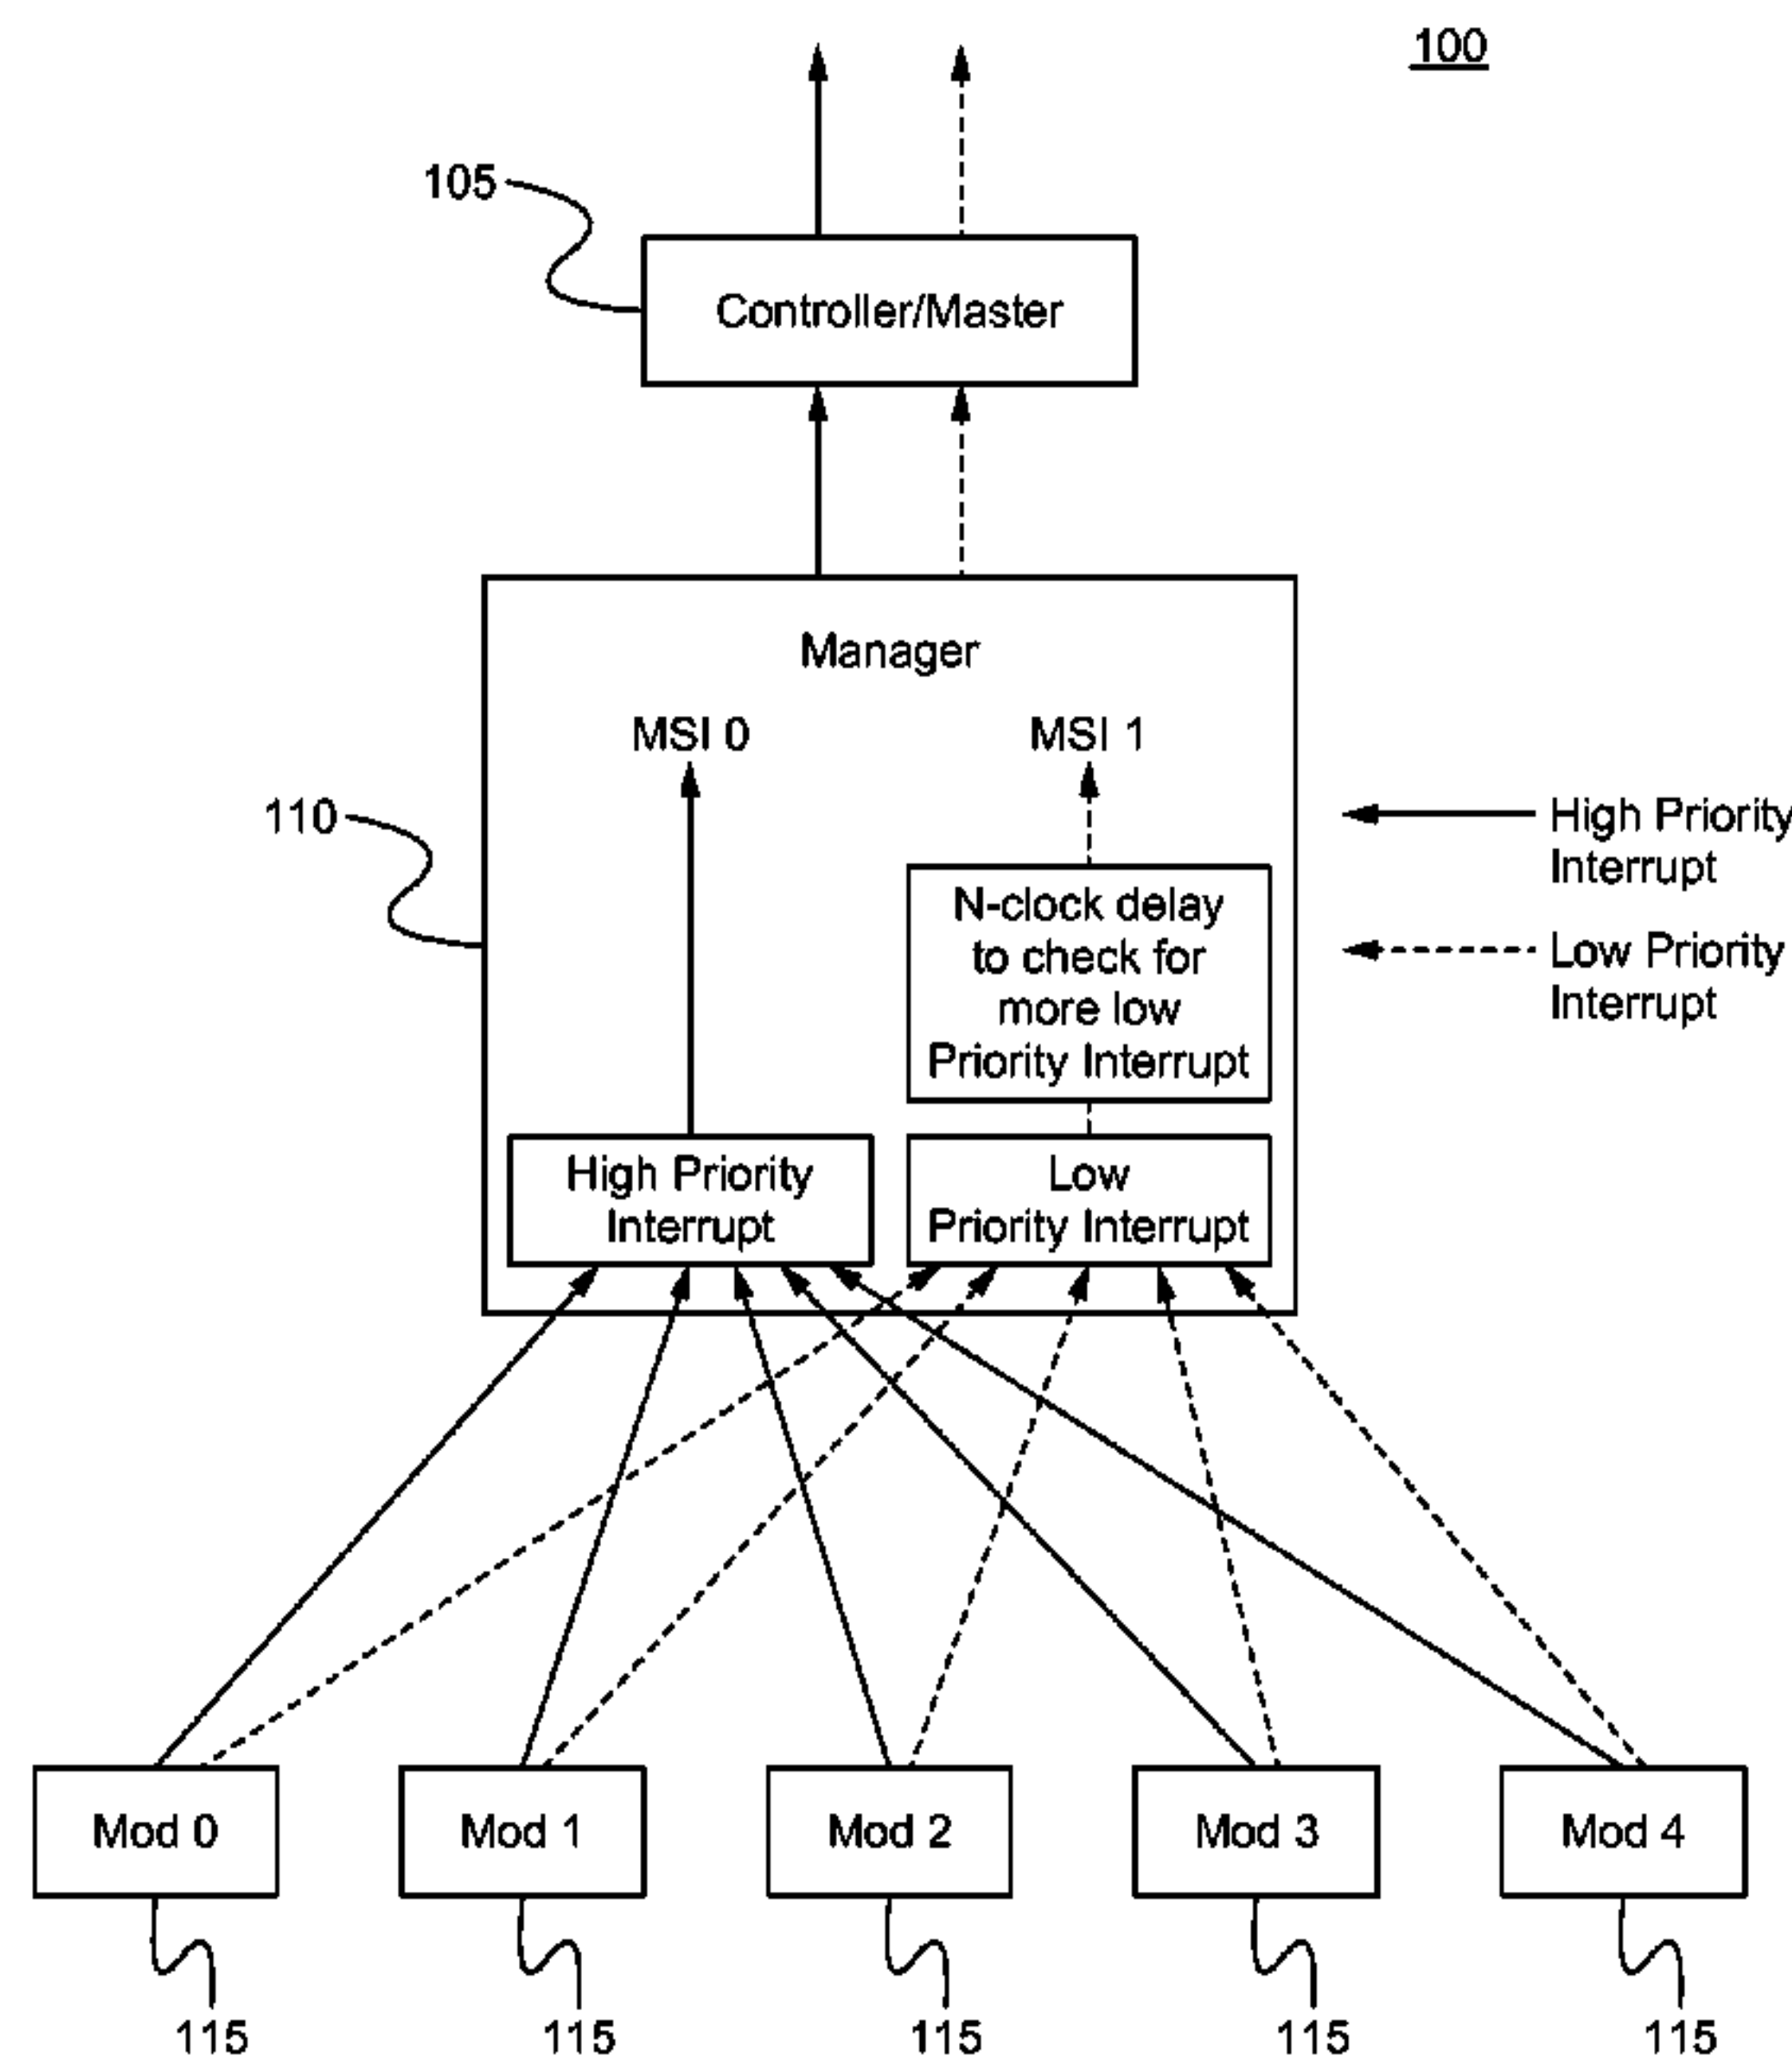 100
105
Controller/Master
Manager
MSI 0
MSI 1
110
High Priority
Interrupt
N-clock delay
to check for
more low
Priority Interrupt
Low Priority
Interrupt
High Priority
Interrupt
Low
Priority Interrupt
Mod 0
Mod 1
Mod 2
Mod 3
Mod 4
115
115
115
115
115